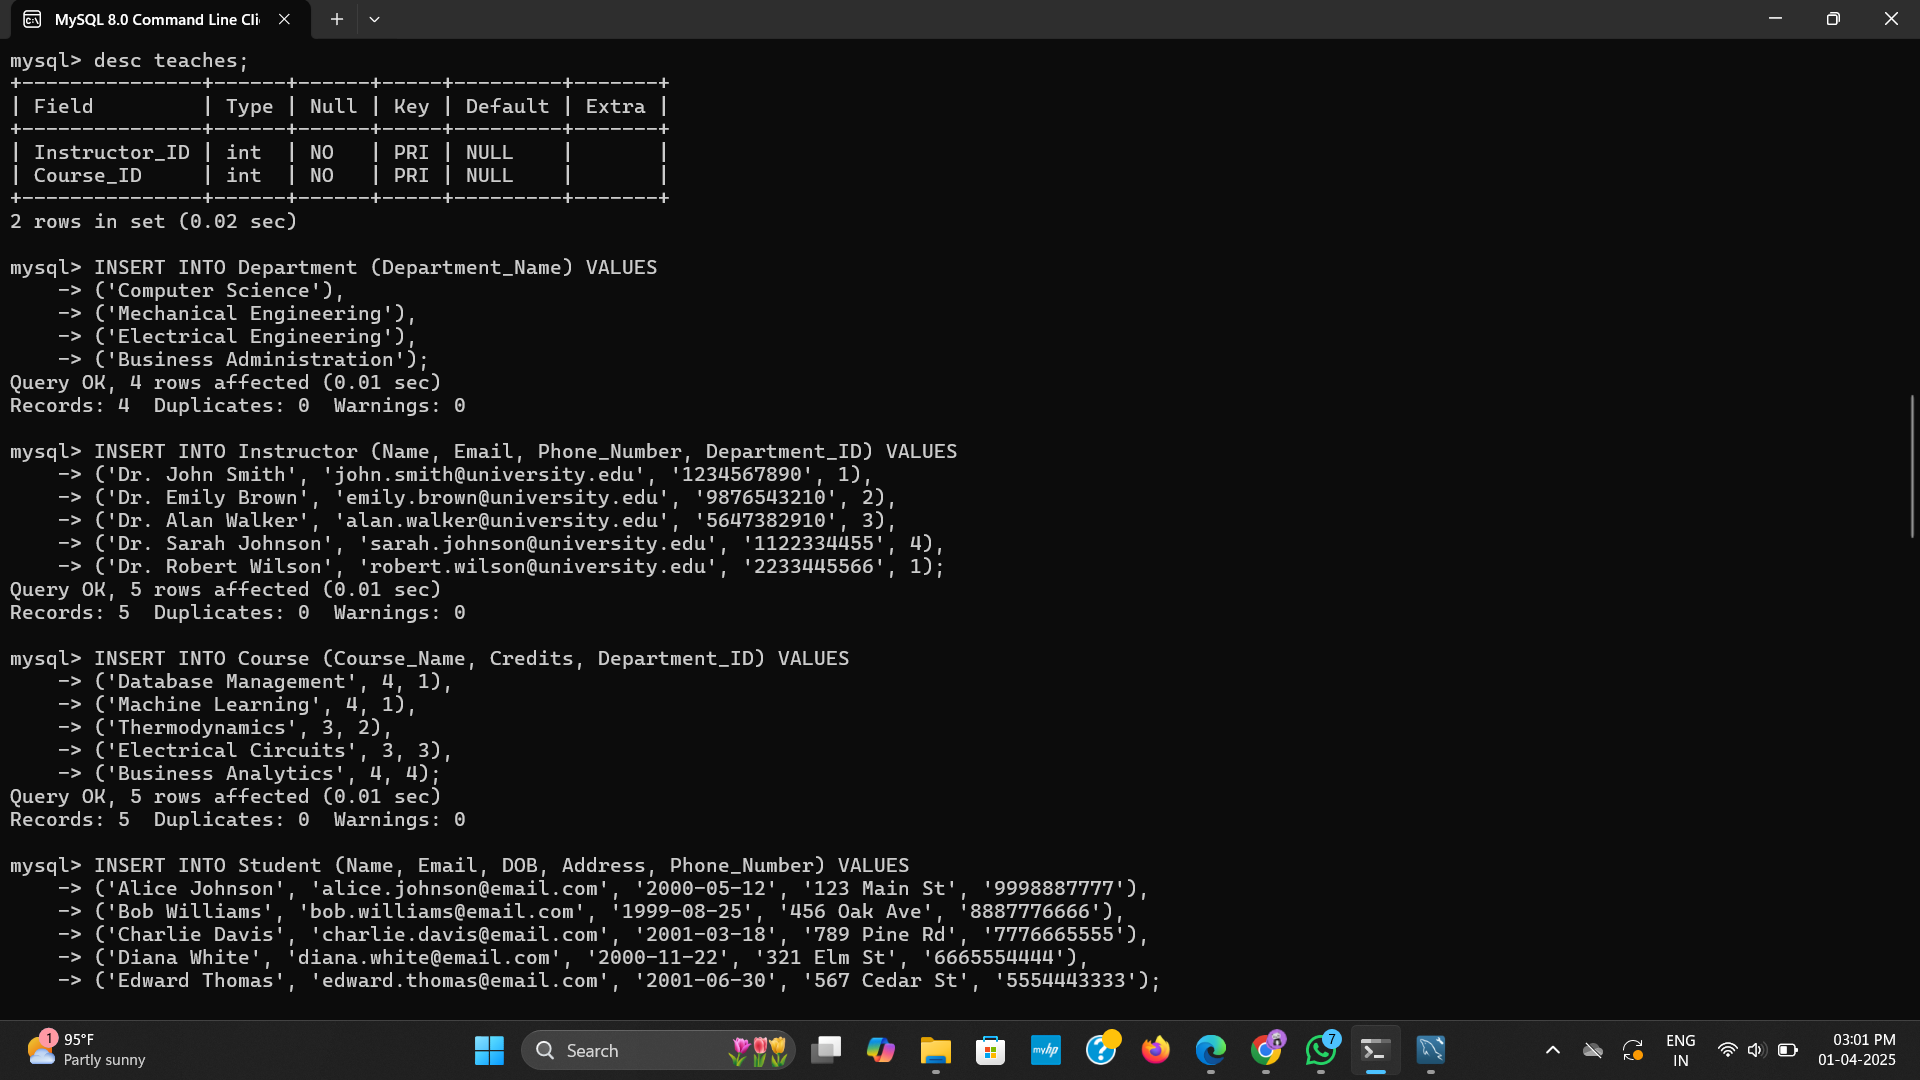 MySQL 8.0 Command Line Cli
mysql> desc teaches;
+---------------+------+------+-----+---------+-------+
| Field         | Type | Null | Key | Default | Extra |
+---------------+------+------+-----+---------+-------+
| Instructor_ID | int  | NO   | PRI | NULL    |       |
| Course_ID     | int  | NO   | PRI | NULL    |       |
+---------------+------+------+-----+---------+-------+
2 rows in set (0.02 sec)
mysql> INSERT INTO Department (Department_Name) VALUES
    -> ('Computer Science'),
    -> ('Mechanical Engineering'),
    -> ('Electrical Engineering'),
    -> ('Business Administration');
Query OK, 4 rows affected (0.01 sec)
Records: 4  Duplicates: 0  Warnings: 0
mysql> INSERT INTO Instructor (Name, Email, Phone_Number, Department_ID) VALUES
    -> ('Dr. John Smith', 'john.smith@university.edu', '1234567890', 1),
    -> ('Dr. Emily Brown', 'emily.brown@university.edu', '9876543210', 2),
    -> ('Dr. Alan Walker', 'alan.walker@university.edu', '5647382910', 3),
    -> ('Dr. Sarah Johnson', 'sarah.johnson@university.edu', '1122334455', 4),
    -> ('Dr. Robert Wilson', 'robert.wilson@university.edu', '2233445566', 1);
Query OK, 5 rows affected (0.01 sec)
Records: 5  Duplicates: 0  Warnings: 0
mysql> INSERT INTO Course (Course_Name, Credits, Department_ID) VALUES
    -> ('Database Management', 4, 1),
    -> ('Machine Learning', 4, 1),
    -> ('Thermodynamics', 3, 2),
    -> ('Electrical Circuits', 3, 3),
    -> ('Business Analytics', 4, 4);
Query OK, 5 rows affected (0.01 sec)
Records: 5  Duplicates: 0  Warnings: 0
mysql> INSERT INTO Student (Name, Email, DOB, Address, Phone_Number) VALUES
    -> ('Alice Johnson', 'alice.johnson@email.com', '2000-05-12', '123 Main St', '9998887777'),
    -> ('Bob Williams', 'bob.williams@email.com', '1999-08-25', '456 Oak Ave', '8887776666'),
    -> ('Charlie Davis', 'charlie.davis@email.com', '2001-03-18', '789 Pine Rd', '7776665555'),
    -> ('Diana White', 'diana.white@email.com', '2000-11-22', '321 Elm St', '6665554444'),
    -> ('Edward Thomas', 'edward.thomas@email.com', '2001-06-30', '567 Cedar St', '5554443333');
1
95°F
Partly sunny
Search
myhp
?
7
ENG
IN
03:01 PM
01-04-2025